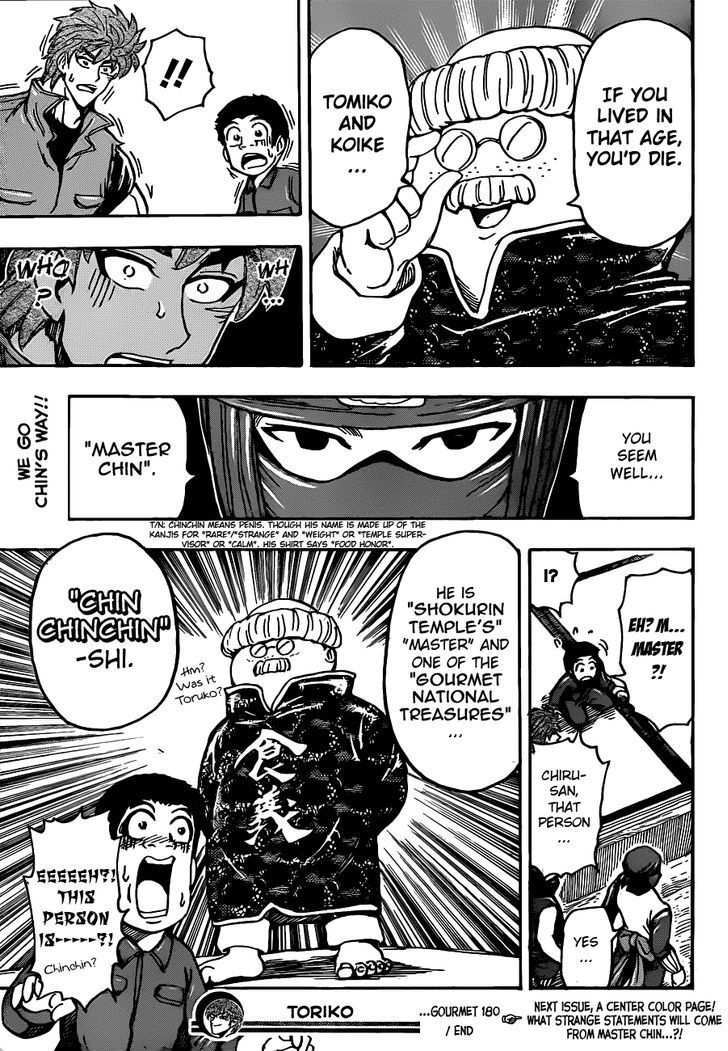 IF YOU
LIVED IN
THAT AGE,
YOU'D DIE.
TOMIKO
AND
KOIKE
...
!!
WH
...
WHO
?
YOU
SEEM
WELL...
"MASTER
CHIN".
WE GO
CHIN'S WAY!!
T/N: CHINCHIN MEANS PENIS. THOUGH HIS NAME IS MADE UP OF THE
KANJIS FOR "RARE"/"STRANGE" AND "WEIGHT" OR "TEMPLE SUPER-
VISOR" OR "CALM". HIS SHIRT SAYS "FOOD HONOR".
!?
EH? M...
MASTER
?!
CHIRU-
SAN,
THAT
PERSON
...
YES ...
HE IS
"SHOKURIN
TEMPLE'S"
"MASTER" AND
ONE OF THE
"GOURMET
NATIONAL
TREASURES"
...
"CHIN
CHINCHIN"
-SHI.
Hm?
Was it
Toruko?
食
義
EEEEEH?!
THIS
PERSON
IS-----?!
Chinchin?
TORIKO
...GOURMET 180
/ END
NEXT ISSUE, A CENTER COLOR PAGE!
WHAT STRANGE STATEMENTS WILL COME
FROM MASTER CHIN...?!